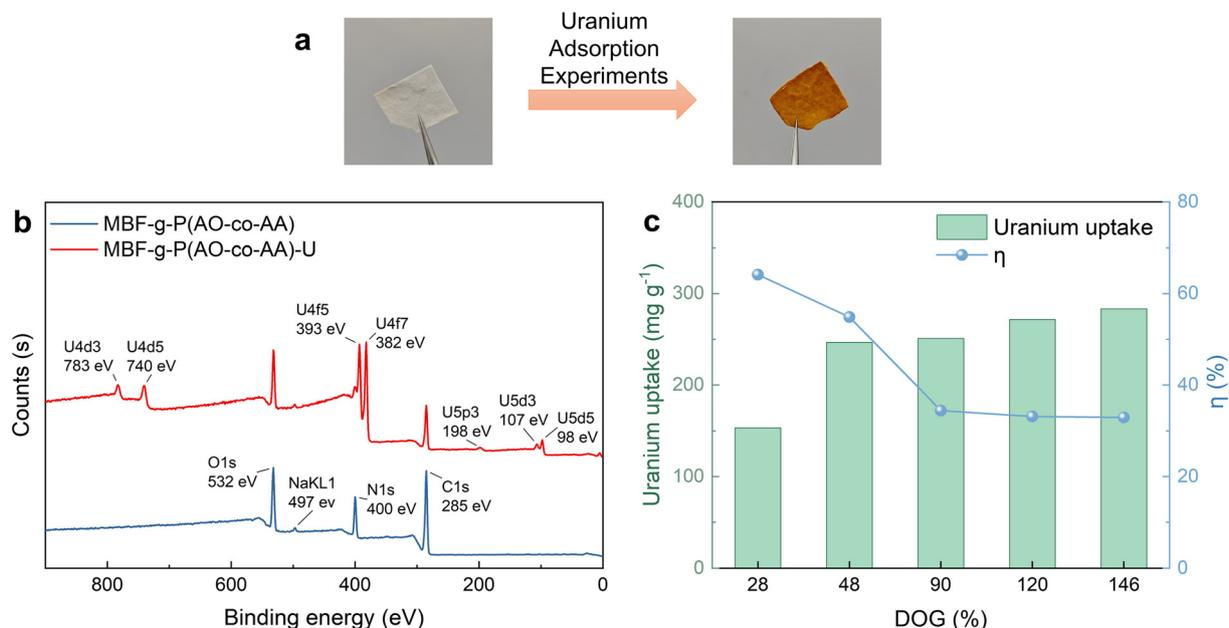 a
Uranium
Adsorption
Experiments
b
MBF-g-P(AO-co-AA)
MBF-g-P(AO-co-AA)-U
U4d3
783 eV
U4d5
740 eV
U4f5
393 eV
U4f7
382 eV
U5p3
198 eV
U5d3
107 eV
U5d5
98 eV
O1s
532 eV
NaKL1
497 ev
N1s
400 eV
C1s
285 eV
Counts (s)
800
600
400
200
0
Binding energy (eV)
c
Uranium uptake
η
400
300
200
100
0
Uranium uptake (mg g⁻¹)
80
60
40
20
0
η (%)
28
48
90
120
146
DOG (%)